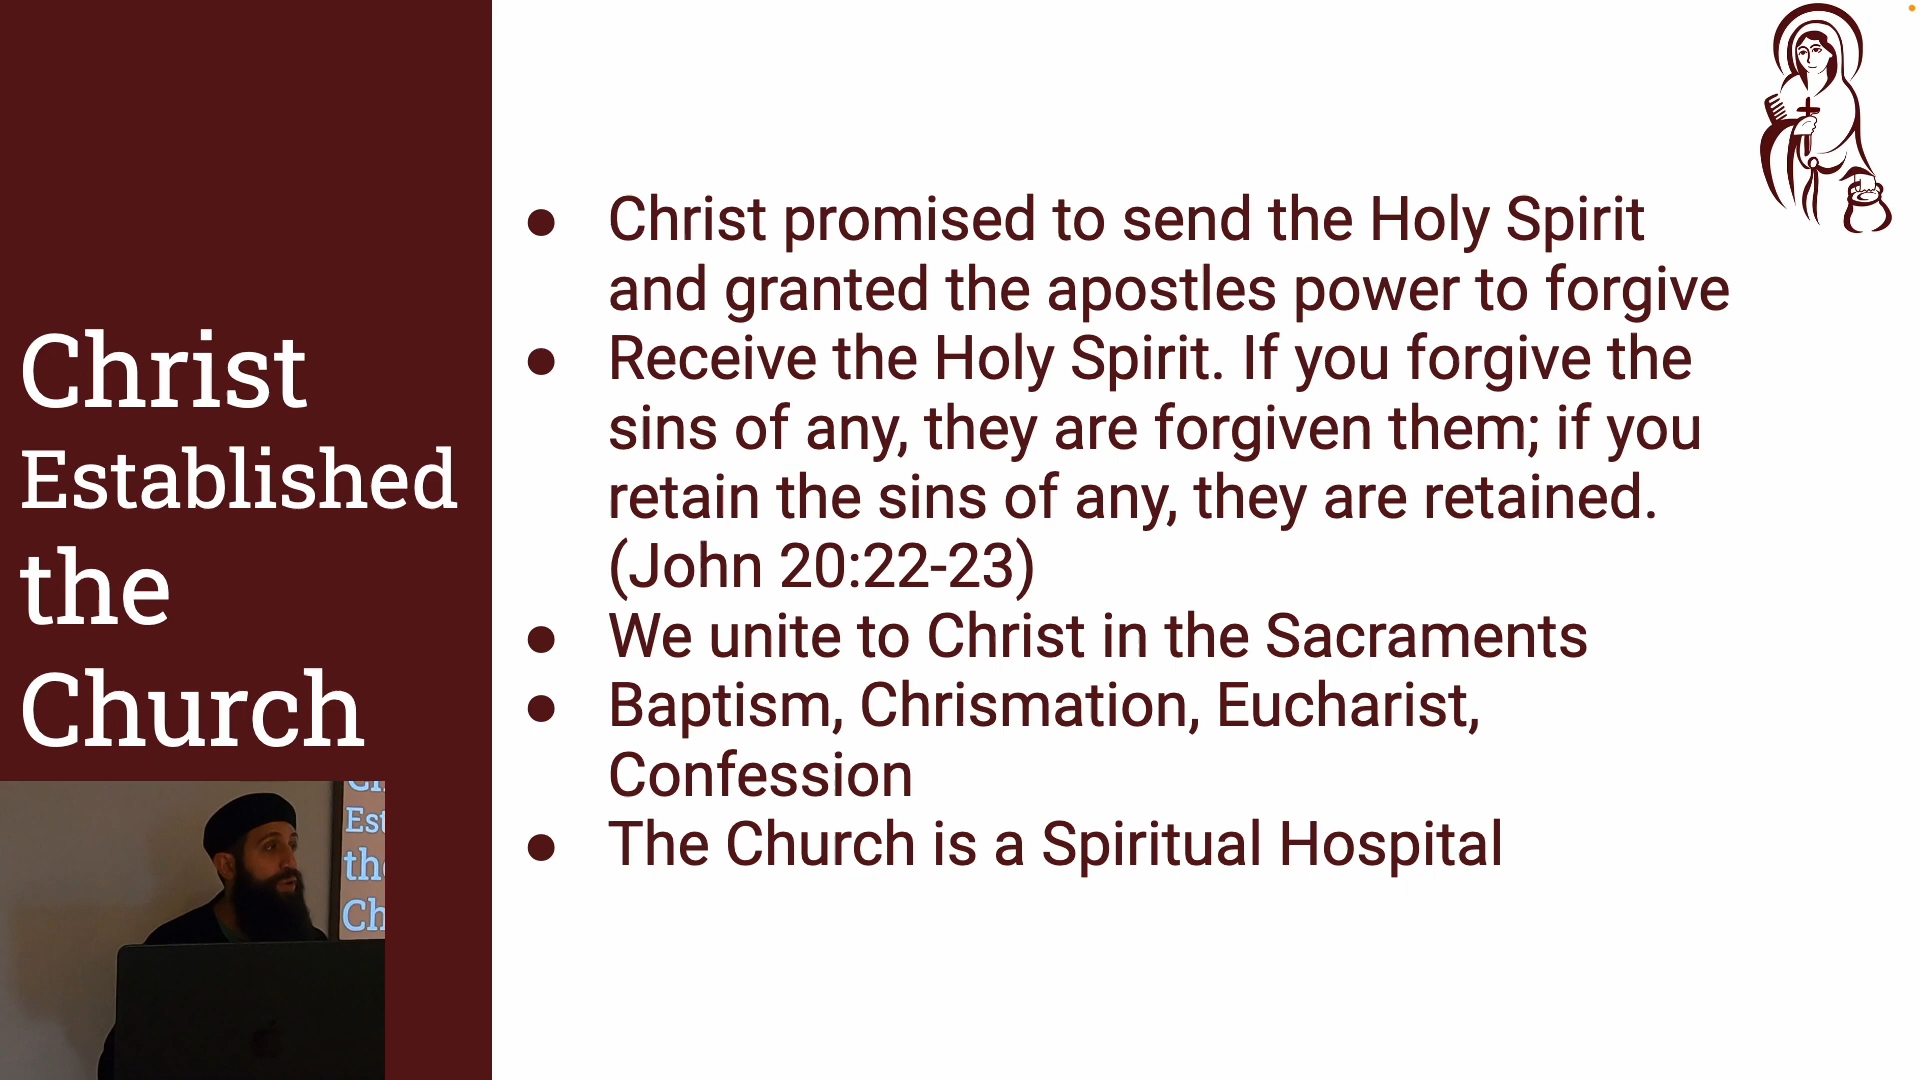 Christ
Established
the
Church
● Christ promised to send the Holy Spirit
and granted the apostles power to forgive
● Receive the Holy Spirit. If you forgive the
sins of any, they are forgiven them; if you
retain the sins of any, they are retained.
(John 20:22-23)
● We unite to Christ in the Sacraments
● Baptism, Chrismation, Eucharist,
Confession
● The Church is a Spiritual Hospital
Est
the
Ch